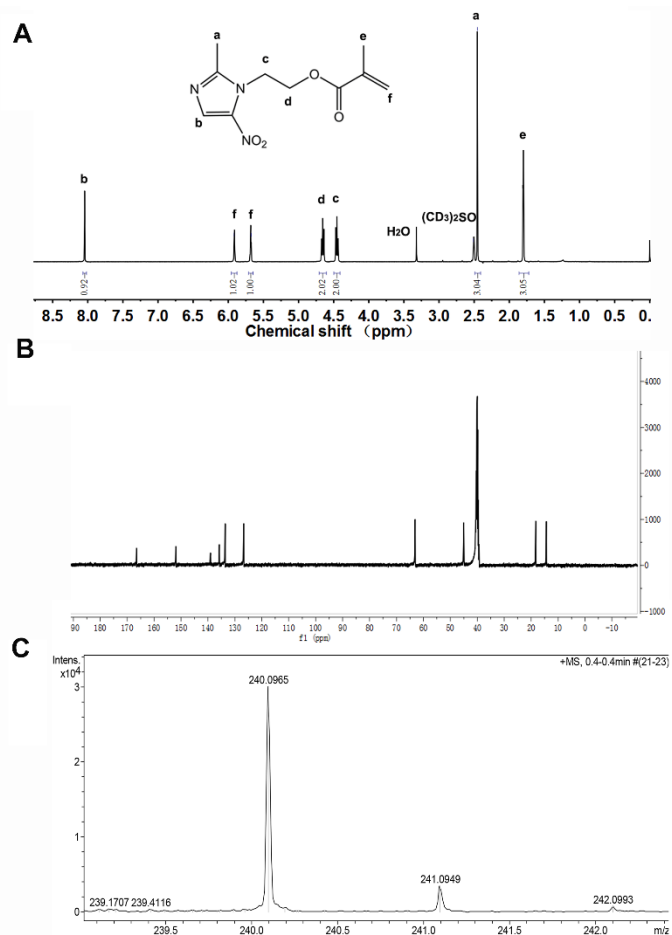 A
a
e
c
O
N
N
d
O
f
b
NO2
a
e
b
f
f
d
c
(CD3)2SO
H2O
0.92
1.02
1.00
2.02
2.00
3.04
3.05
8.5 8.0 7.5 7.0 6.5 6.0 5.5 5.0 4.5 4.0 3.5 3.0 2.5 2.0 1.5 1.0 0.
Chemical shift (ppm)
B
4000
3000
2000
1000
0
-1000
90 180 170 160 150 140 130 120 110 100 90 80 70 60 50 40 30 20 10 0 -10
f1 (ppm)
C
Intens.
x10⁴
+MS, 0.4-0.4min #(21-23)
240.0965
3
2
1
241.0949
239.1707 239.4116
242.0993
0
239.5 240.0 240.5 241.0 241.5 242.0 m/z